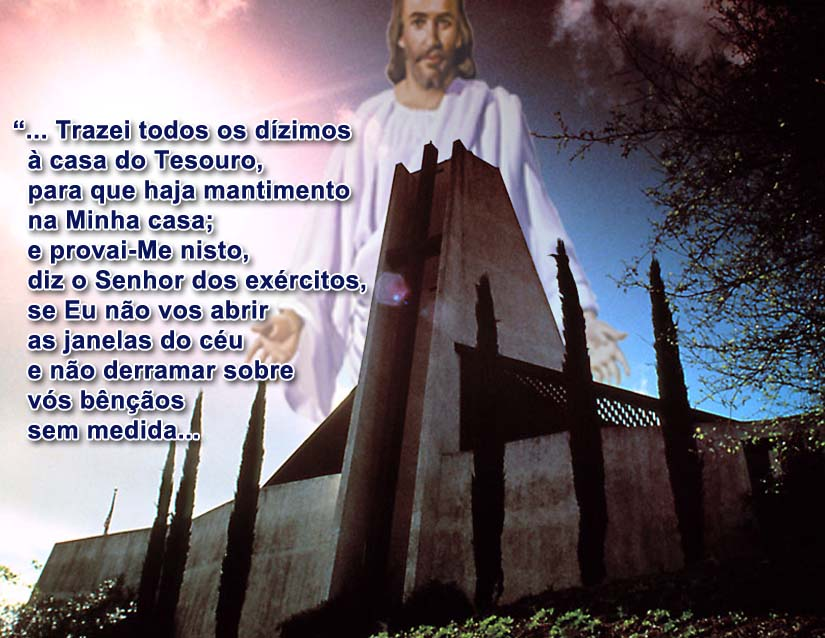 “... Trazei todos os dízimos
à casa do Tesouro,
para que haja mantimento
na Minha casa;
e provai-Me nisto,
diz o Senhor dos exércitos,
se Eu não vos abrir
as janelas do céu
e não derramar sobre
vós bênçãos
sem medida...